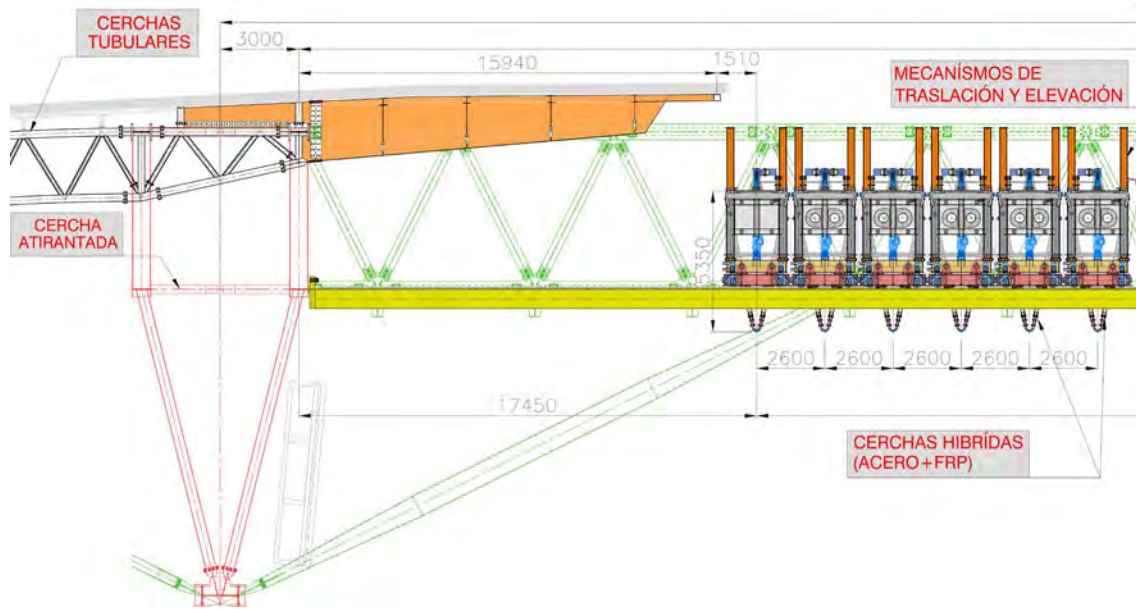 CERCHAS
TUBULARES
3000
15940
1510
MECANÍSMOS DE
TRASLACIÓN Y ELEVACIÓN
CERCHA
ATIRANTADA
5350
2600
2600
2600
2600
2600
17450
CERCHAS HIBRÍDAS
(ACERO+FRP)